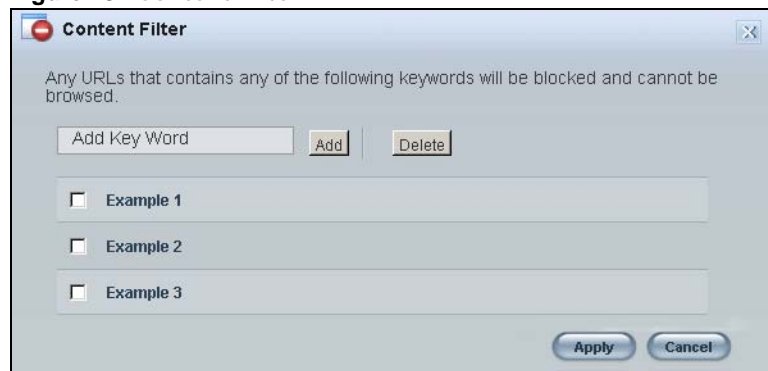 Content Filter
Any URLs that contains any of the following keywords will be blocked and cannot be
browsed.
Add Key Word
Add
Delete
Example 1
Example 2
Example 3
Apply
Cancel